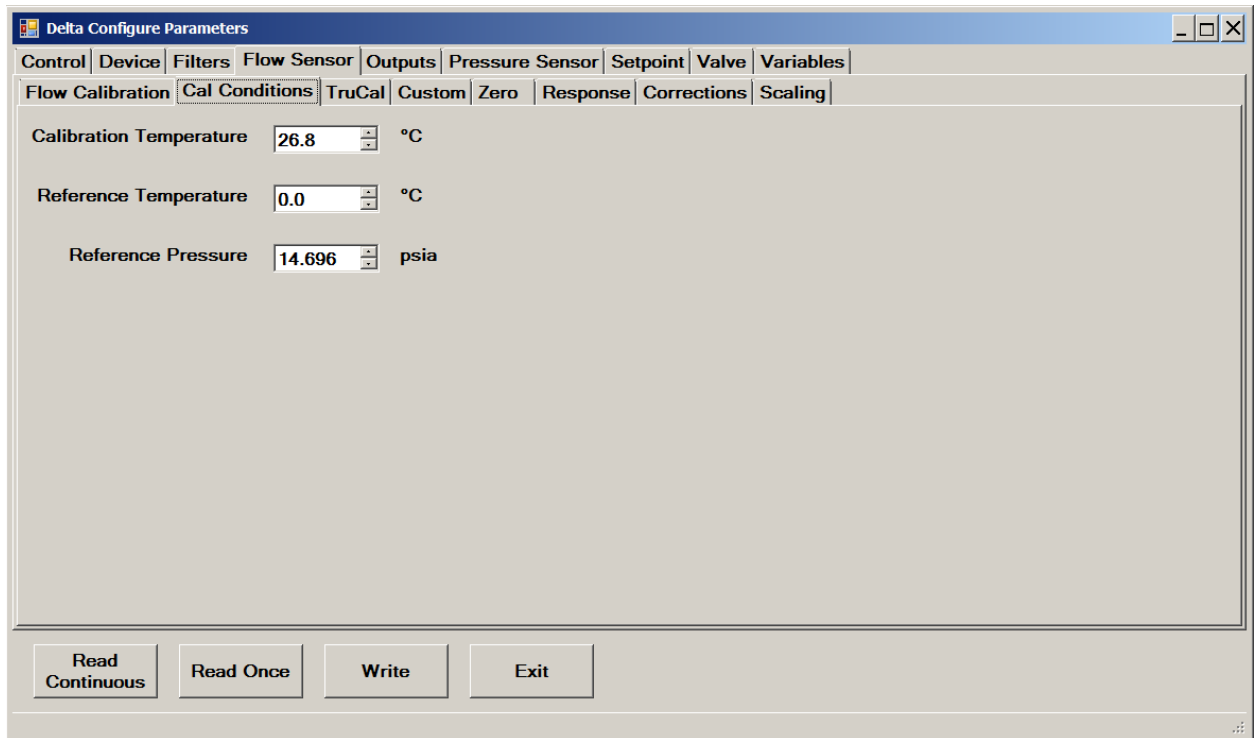 Delta Configure Parameters
Control Device Filters Flow Sensor Outputs Pressure Sensor Setpoint Valve Variables
Flow Calibration Cal Conditions TruCal Custom Zero Response Corrections Scaling
Calibration Temperature 26.8 °C
Reference Temperature 0.0 °C
Reference Pressure 14.696 psia
Read
Continuous
Read Once
Write
Exit